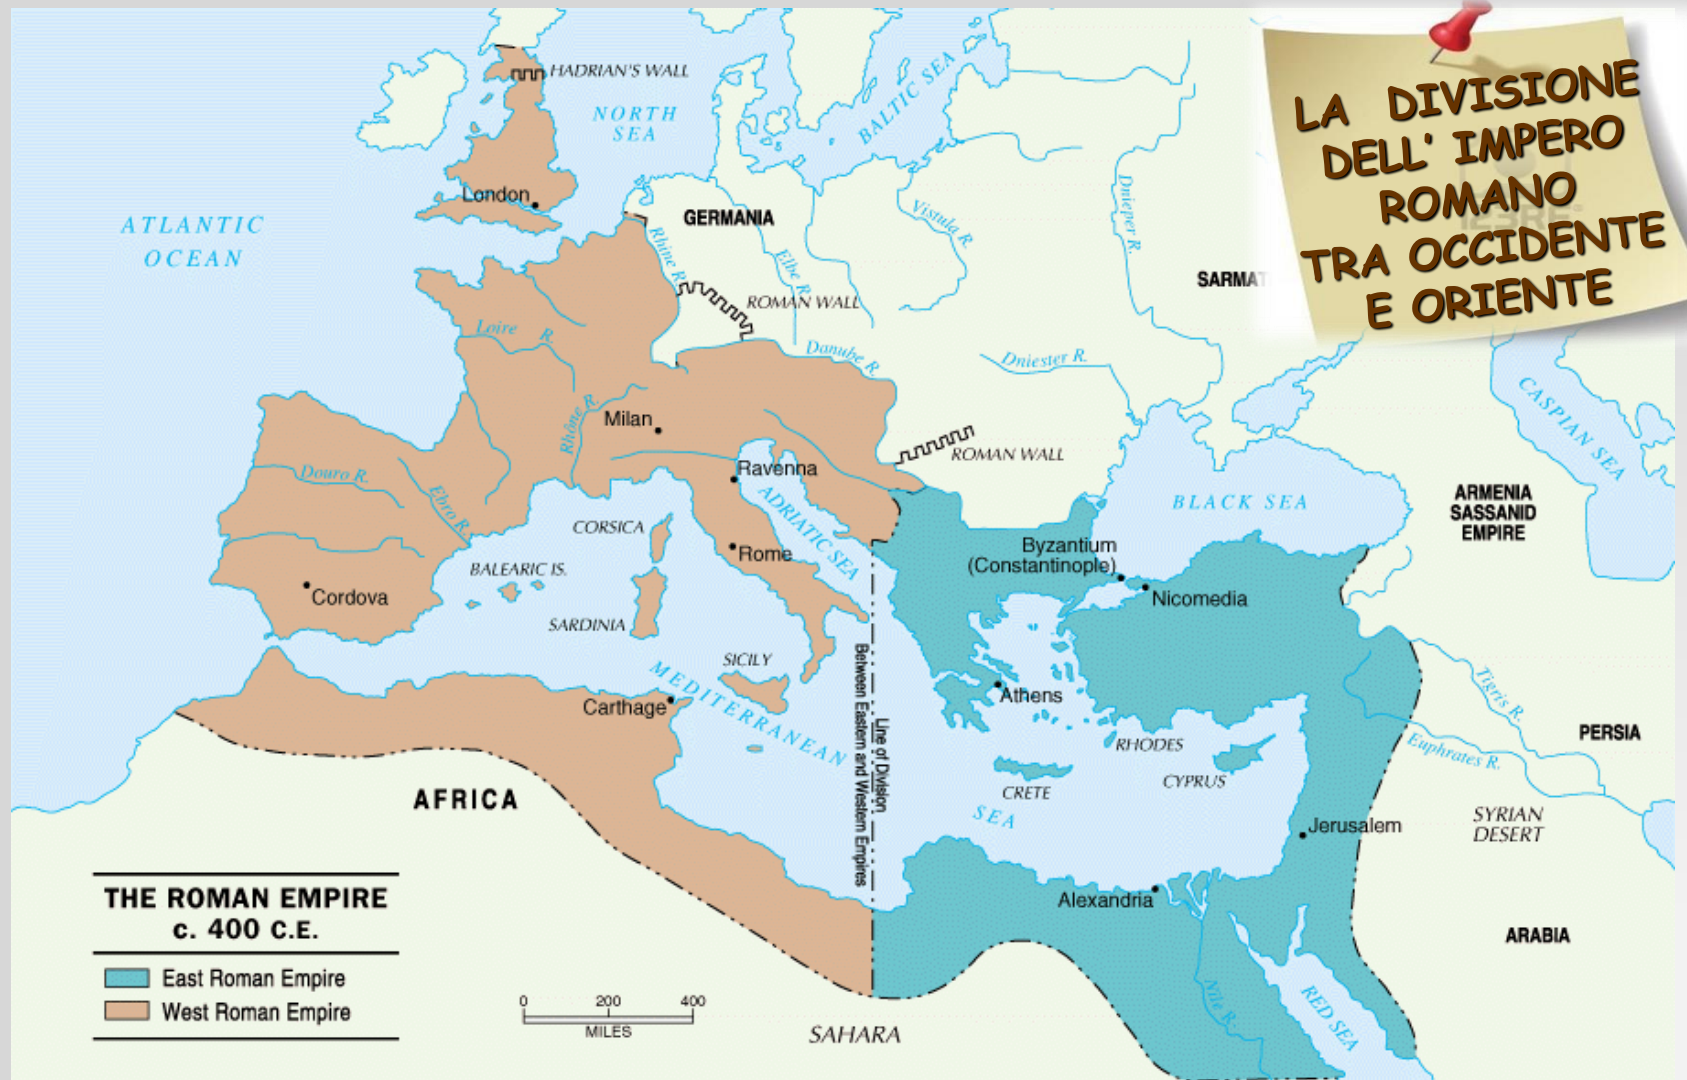 LA DIVISIONE
DELL' IMPERO
ROMANO
TRA OCCIDENTE
E ORIENTE
HADRIAN'S WALL
NORTH
SEA
BALTIC SEA
London
ATLANTIC
OCEAN
GERMANIA
Rhine R.
Elbe R.
Vistula R.
Dnieper R.
SARMAT
ROMAN WALL
Loire R.
Danube R.
Dniester R.
CASPIAN SEA
Rhône R.
Milan
ROMAN WALL
Ravenna
Douro R.
Ebro R.
ADRIATIC SEA
BLACK SEA
ARMENIA
SASSANID
EMPIRE
CORSICA
Rome
Byzantium
(Constantinople)
BALEARIC IS.
Nicomedia
Cordova
SARDINIA
SICILY
MEDITERRANEAN
SEA
Line of Division
Between Eastern and Western Empires
Athens
Tigris R.
Carthage
PERSIA
RHODES
Euphrates R.
CYPRUS
CRETE
AFRICA
SYRIAN
DESERT
Jerusalem
Alexandria
ARABIA
Nile R.
RED SEA
SAHARA
THE ROMAN EMPIRE
c. 400 C.E.
East Roman Empire
West Roman Empire
0 200 400
MILES